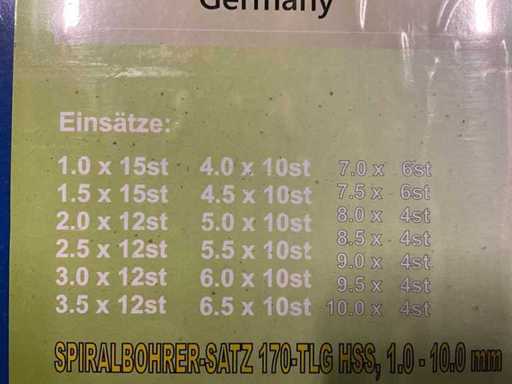 Germany
Einsätze:
1.0 x 15st 4.0 x 10st 7.0 x 6st
1.5 x 15st 4.5 x 10st 7.5 x 6st
2.0 x 12st 5.0 x 10st 8.0 x 4st
2.5 x 12st 5.5 x 10st 8.5 x 4st
3.0 x 12st 6.0 x 10st 9.0 x 4st
3.5 x 12st 6.5 x 10st 9.5 x 4st
10.0 x 4st
SPIRALBOHRER-SATZ 170-TLG HSS, 1.0 - 10.0 mm